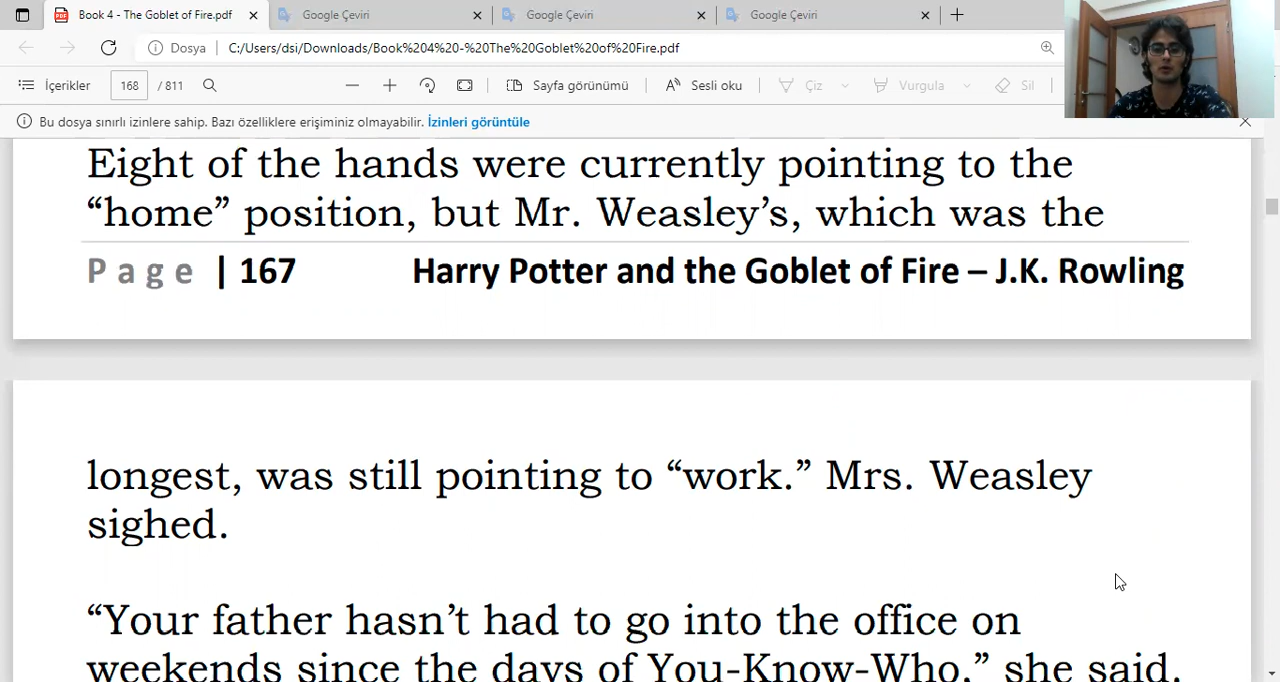 Book 4 - The Goblet of Fire.pdf
Google Çeviri
Google Çeviri
Google Çeviri
Dosya
C:/Users/dsi/Downloads/Book%204%20-%20The%20Goblet%20of%20Fire.pdf
İçerikler
168 / 811
Sayfa görünümü
Sesli oku
Çiz
Vurgula
Sil
Bu dosya sınırlı izinlere sahip. Bazı özelliklere erişiminiz olmayabilir. İzinleri görüntüle
Eight of the hands were currently pointing to the
“home” position, but Mr. Weasley’s, which was the
Page | 167 Harry Potter and the Goblet of Fire – J.K. Rowling
longest, was still pointing to “work.” Mrs. Weasley
sighed.
“Your father hasn’t had to go into the office on
weekends since the days of You-Know-Who,” she said.